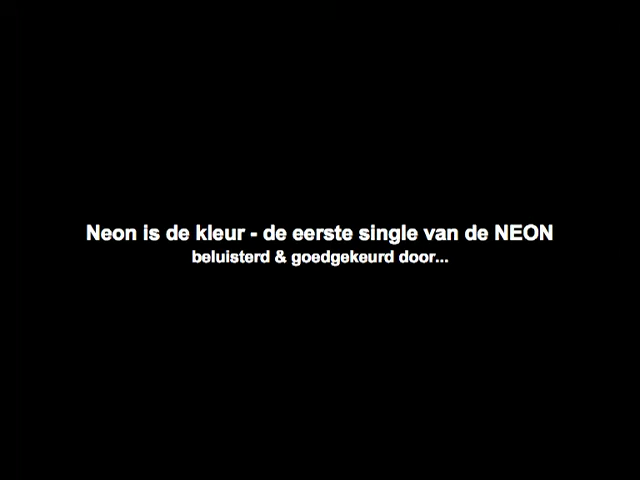 Neon is de kleur - de eerste single van de NEON
beluisterd & goedgekeurd door...